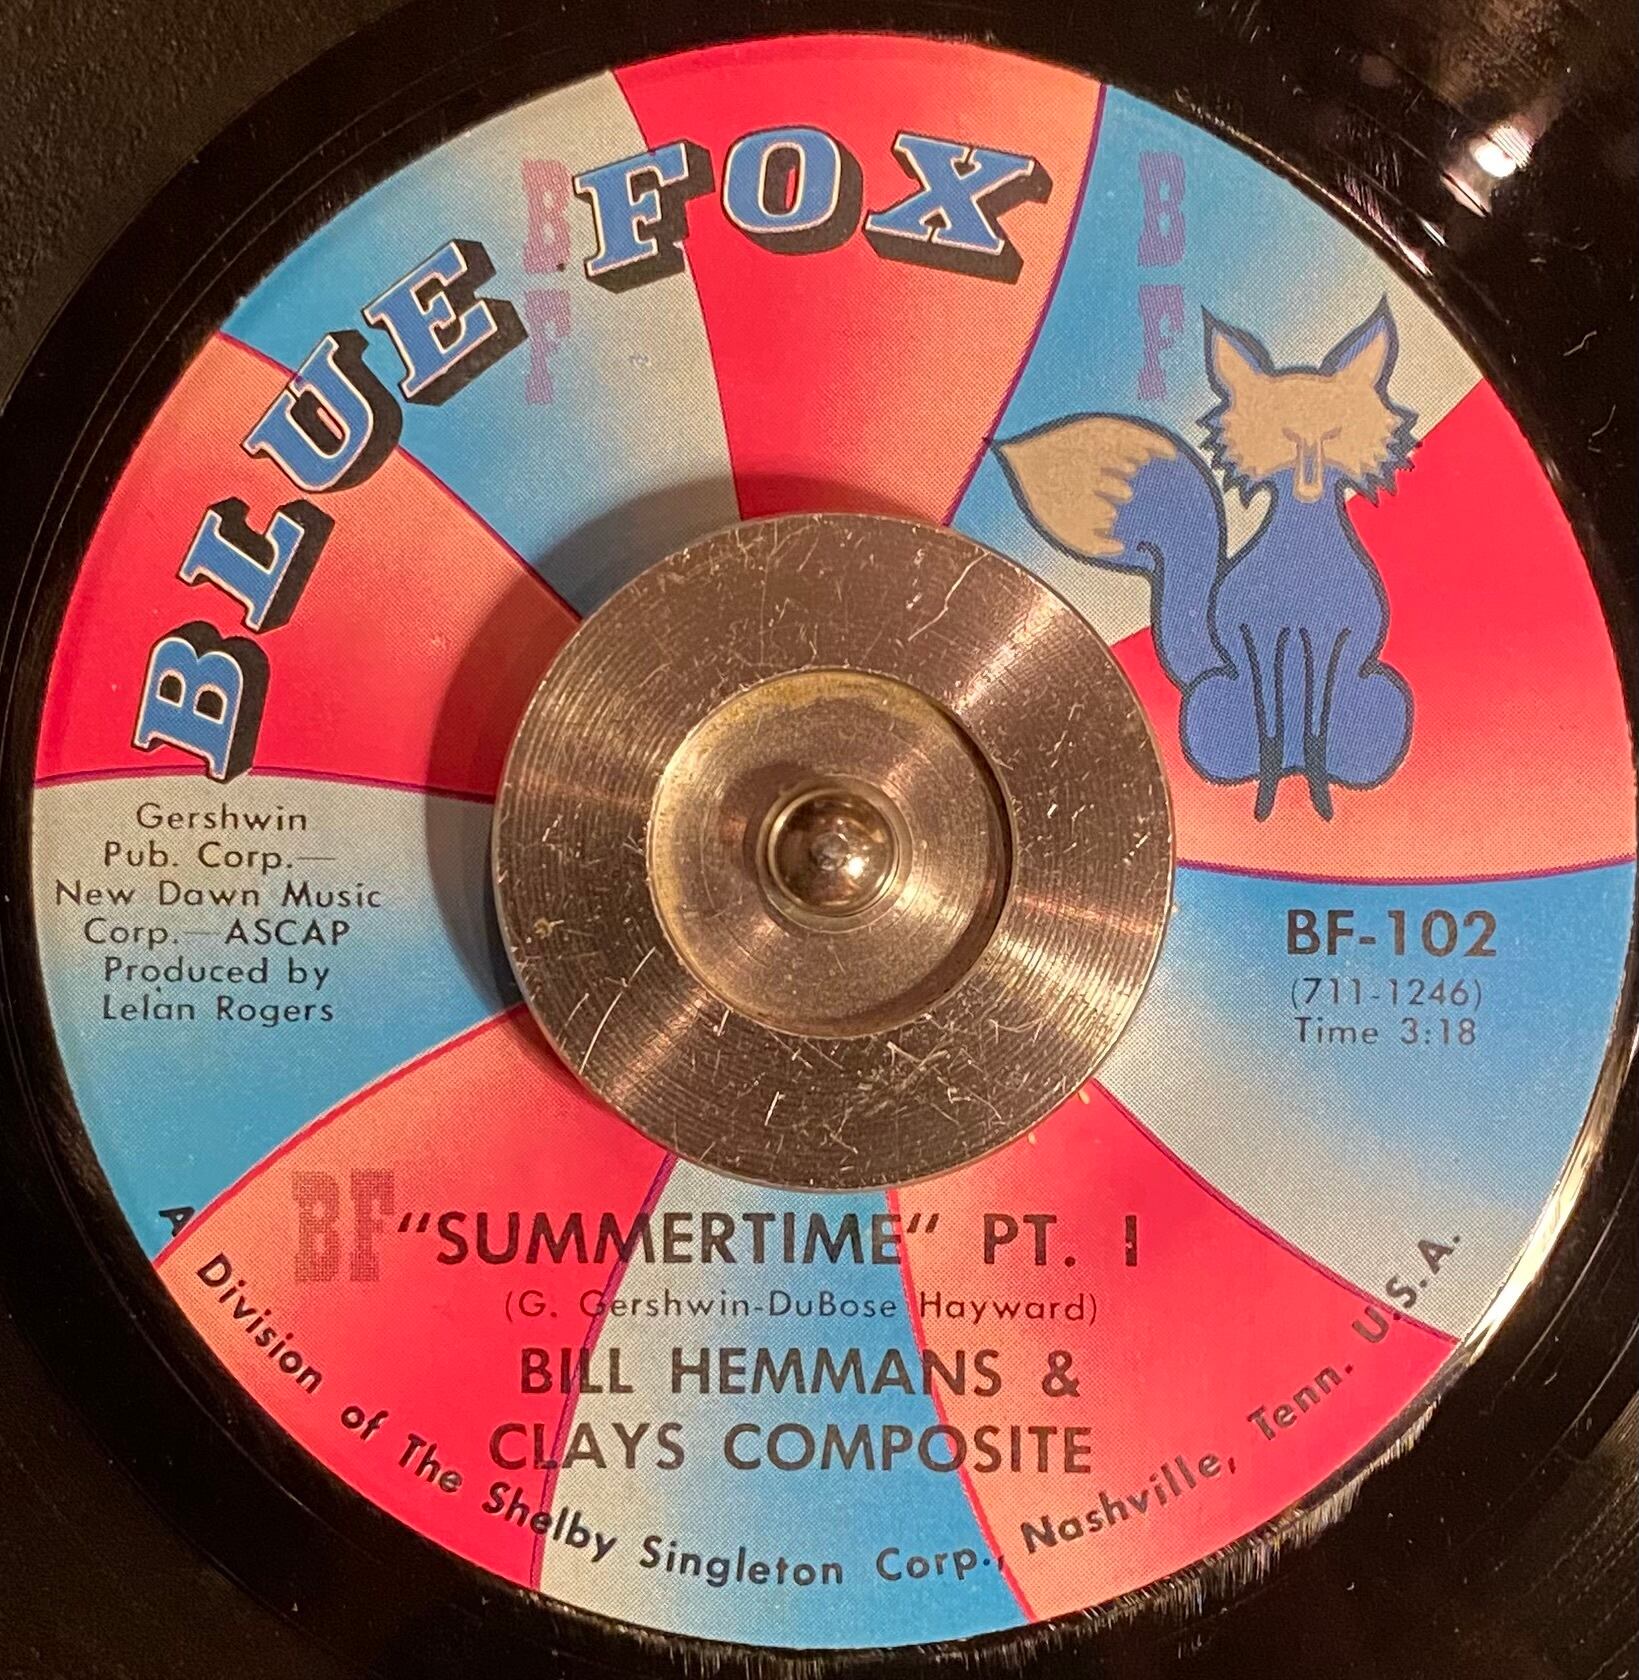 BLUE FOX
B
F
B
F
Gershwin
Pub. Corp.—
New Dawn Music
Corp.—ASCAP
Produced by
Lelan Rogers
BF-102
(711-1246)
Time 3:18
BF
"SUMMERTIME" PT. I
(G. Gershwin-DuBose Hayward)
BILL HEMMANS &
CLAYS COMPOSITE
A Division of The Shelby Singleton Corp., Nashville, Tenn. U.S.A.